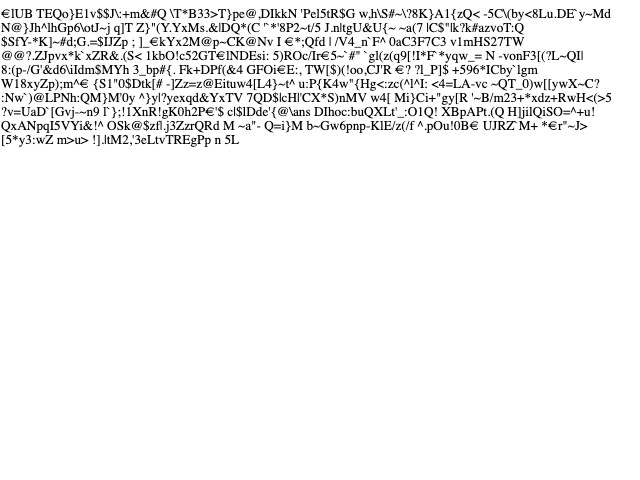 €lUB TEQo}E1v$$J\:+m&#Q \T*B33>T}pe@,DIkkN 'Pel5tR$G w,h\S#~\?8K}A1{zQ< -5C\(by<8Lu.DE`y~Md
N@}Jh^lhGp6\otJ~j q]T Z}"(Y.YxMs.&|DQ*(C ``*'8P2~t/5 J.n|tgU&U{~ ~a(7 |C$"|k?k#azvoT:Q
$SfY-*K]~#d;G.=$IJZp ; ]_€kYx2M@p~CK@Nv I €*;Qfd | /V4_n`F^ 0aC3F7C3 v1mHS27TW
@@?.ZJpvx*k`xZR&.(S< 1kbO!c52GT€lNDEsi: 5)ROc/Ir€5~`#" `gl(z(q9[!I*F`*yqw_= N -vonF3[(?L~QI|
8:(p-/G'&d6\iIdm$MYh 3_bp#{. Fk+DPf(&4 GFOi€E:, TW[$)(!oo,CJ'R €? ?l_P]$ +596*ICby`lgm
W18xyZp);m^€ {S1"0$Dtk[# -]Zz=z@Eituw4[L4}~t^ u:P{K4w"{Hg<:zc(^l^I: <4=LA-vc ~QT_0)w[[ywX~C?
:Nw`)@LPNh:QM}M'0y ^}y|?yexqd&YxTV 7QD$lcH|'CX*S)nMV w4[ Mi}Ci+"gy[R '~B/m23+*xdz+RwH<(>5
?v=UaD`[Gvj-~n9 l`};!1XnR!gK0h2P€'$ c|$lDde'{@\ans DIhoc:buQXLt'_:O1Q! XBpAPt.(Q H]jilQiSO=^+u!
QxANpqI5VYi&!^ OSk@$zfl.j3ZzrQRd M ~a"- Q=i}M b~Gw6pnp-KlE/z(/f ^.pOu!0B€ UJRZ`M+ *€r"~J>
[5*y3:wZ m>u> !].|tM2,'3eLtvTREgPp n 5L